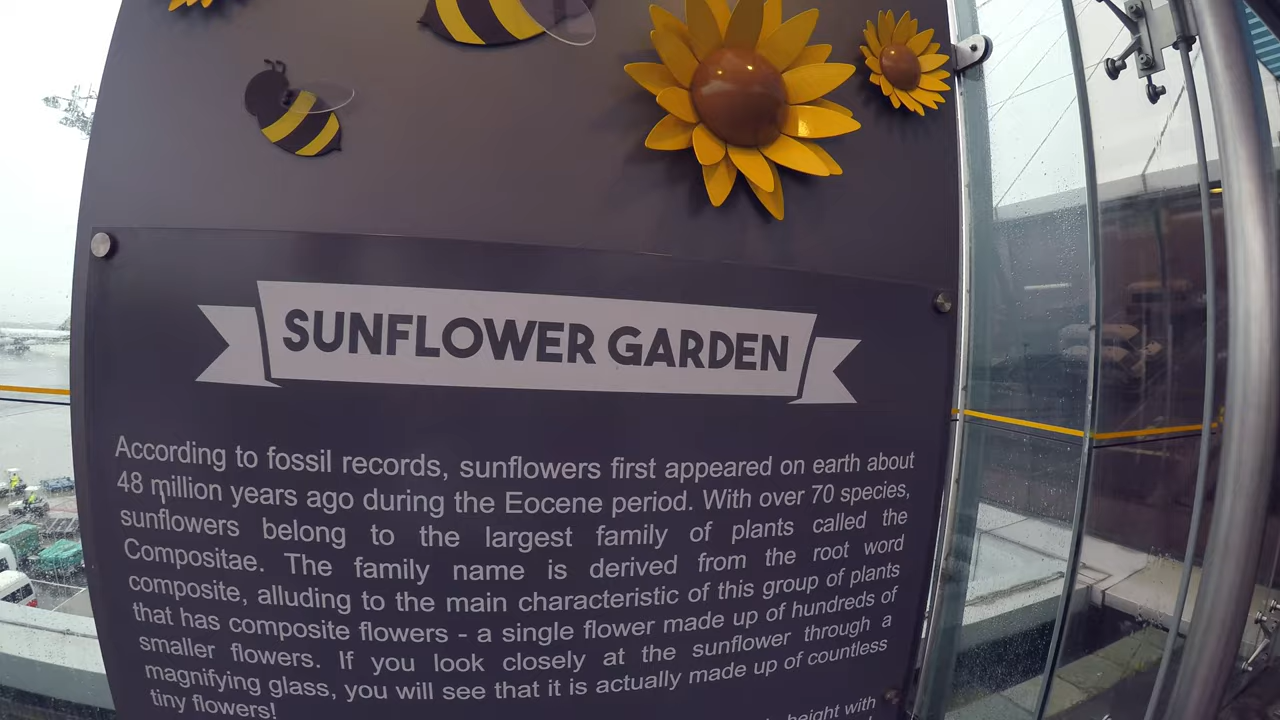 SUNFLOWER GARDEN
According to fossil records, sunflowers first appeared on earth about
48 million years ago during the Eocene period. With over 70 species,
sunflowers belong to the largest family of plants called the
Compositae. The family name is derived from the root word
composite, alluding to the main characteristic of this group of plants
that has composite flowers - a single flower made up of hundreds of
smaller flowers. If you look closely at the sunflower through a
magnifying glass, you will see that it is actually made up of countless
tiny flowers!
height with